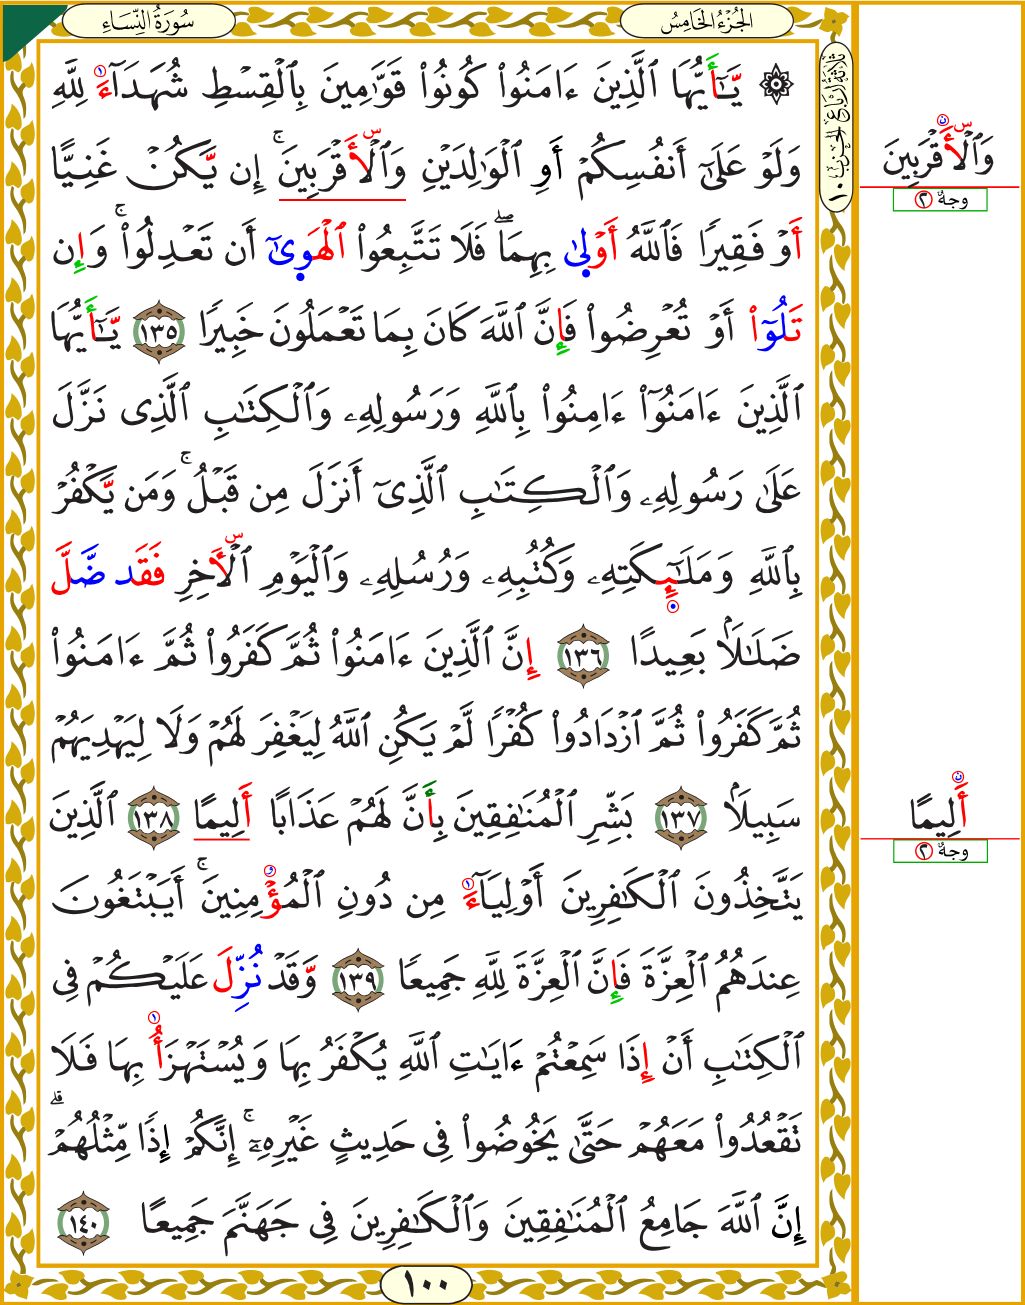 سُورَةُ النِّسَاءِ
الجُزْءُ الخَامِسُ
۞ يَّـٰٓأَيُّهَا ٱلَّذِينَ ءَامَنُوا۟ كُونُوا۟ قَوَّٰمِينَ بِٱلْقِسْطِ شُهَدَآءَ لِلَّهِ
وَلَوْ عَلَىٰٓ أَنفُسِكُمْ أَوِ ٱلْوَٰلِدَيْنِ وَٱلْأَقْرَبِينَ ۚ إِن يَّكُنْ غَنِيًّا
أَوْ فَقِيرًا فَٱللَّهُ أَوْلَىٰ بِهِمَا ۖ فَلَا تَتَّبِعُوا۟ ٱلْهَوَىٰٓ أَن تَعْدِلُوا۟ ۚ وَإِن
تَلُوٓا۟ أَوْ تُعْرِضُوا۟ فَإِنَّ ٱللَّهَ كَانَ بِمَا تَعْمَلُونَ خَبِيرًا ١٣٥ يَّـٰٓأَيُّهَا
ٱلَّذِينَ ءَامَنُوٓا۟ ءَامِنُوا۟ بِٱللَّهِ وَرَسُولِهِۦ وَٱلْكِتَـٰبِ ٱلَّذِى نَزَّلَ
عَلَىٰ رَسُولِهِۦ وَٱلْكِتَـٰبِ ٱلَّذِىٓ أَنزَلَ مِن قَبْلُ ۚ وَمَن يَّكْفُرْ
بِٱللَّهِ وَمَلَـٰٓئِكَتِهِۦ وَكُتُبِهِۦ وَرُسُلِهِۦ وَٱلْيَوْمِ ٱلْأَخِرِ فَقَد ضَّلَّ
ضَلَـٰلًۢا بَعِيدًا ١٣٦ إِنَّ ٱلَّذِينَ ءَامَنُوا۟ ثُمَّ كَفَرُوا۟ ثُمَّ ءَامَنُوا۟
ثُمَّ كَفَرُوا۟ ثُمَّ ٱزْدَادُوا۟ كُفْرًا لَّمْ يَكُنِ ٱللَّهُ لِيَغْفِرَ لَهُمْ وَلَا لِيَهْدِيَهُمْ
سَبِيلًۢا ١٣٧ بَشِّرِ ٱلْمُنَـٰفِقِينَ بِأَنَّ لَهُمْ عَذَابًا أَلِيمًا ١٣٨ ٱلَّذِينَ
يَتَّخِذُونَ ٱلْكَـٰفِرِينَ أَوْلِيَآءَ مِن دُونِ ٱلْمُؤْمِنِينَ ۚ أَيَبْتَغُونَ
عِندَهُمُ ٱلْعِزَّةَ فَإِنَّ ٱلْعِزَّةَ لِلَّهِ جَمِيعًا ١٣٩ وَّقَدْ نُزِّلَ عَلَيْكُمْ فِى
ٱلْكِتَـٰبِ أَنْ إِذَا سَمِعْتُمْ ءَايَـٰتِ ٱللَّهِ يُكْفَرُ بِهَا وَيُسْتَهْزَأُ بِهَا فَلَا
تَقْعُدُوا۟ مَعَهُمْ حَتَّىٰ يَخُوضُوا۟ فِى حَدِيثٍ غَيْرِهِۦٓ ۚ إِنَّكُمْ إِذًا مِّثْلُهُمْ ۗ
إِنَّ ٱللَّهَ جَامِعُ ٱلْمُنَـٰفِقِينَ وَٱلْكَـٰفِرِينَ فِى جَهَنَّمَ جَمِيعًا ١٤٠
ثلاثة أرباع الحزب ١٠
وَٱلْأَقْرَبِينَ
وجه ٢
أَلِيمًا
وجه ٢
١٠٠